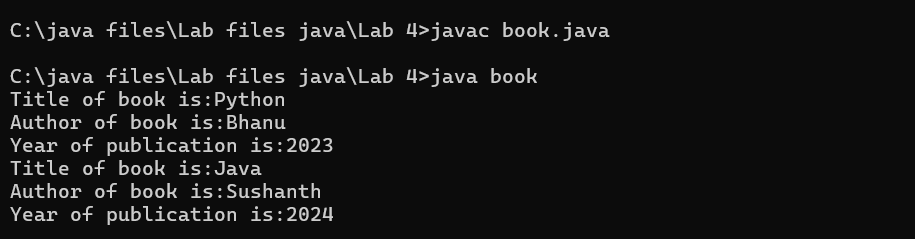 C:\java files\Lab files java\Lab 4>javac book.java
C:\java files\Lab files java\Lab 4>java book
Title of book is:Python
Author of book is:Bhanu
Year of publication is:2023
Title of book is:Java
Author of book is:Sushanth
Year of publication is:2024